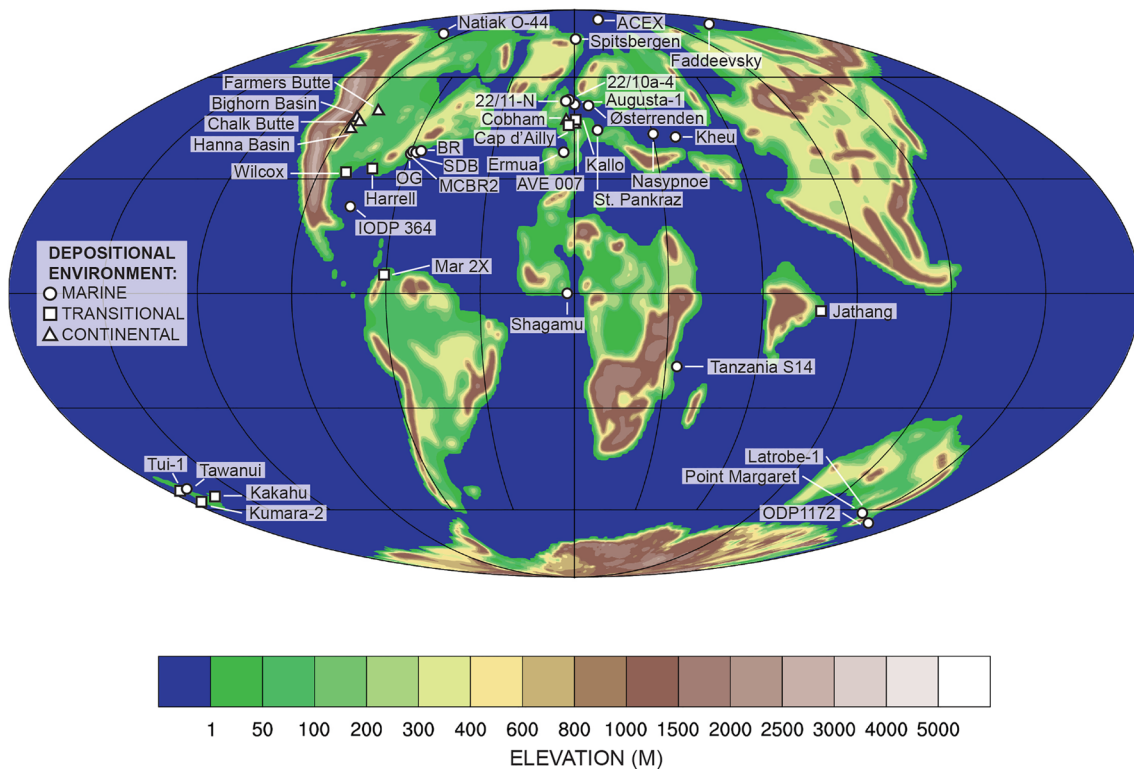 Natiak O-44
ACEX
Spitsbergen
Faddeevsky
Farmers Butte
22/10a-4
Bighorn Basin
22/11-N
Augusta-1
Chalk Butte
Cobham
Østerrenden
Hanna Basin
Cap d'Ailly
Kheu
BR
Wilcox
SDB
Ermua
Kallo
Nasypnoe
OG
MCBR2
AVE 007
Harrell
St. Pankraz
IODP 364
DEPOSITIONAL
ENVIRONMENT:
MARINE
TRANSITIONAL
CONTINENTAL
Mar 2X
Shagamu
Jathang
Tanzania S14
Latrobe-1
Tui-1
Tawanui
Point Margaret
Kakahu
Kumara-2
ODP1172
1 50 100 200 300 400 600 800 1000 1500 2000 2500 3000 4000 5000
ELEVATION (M)